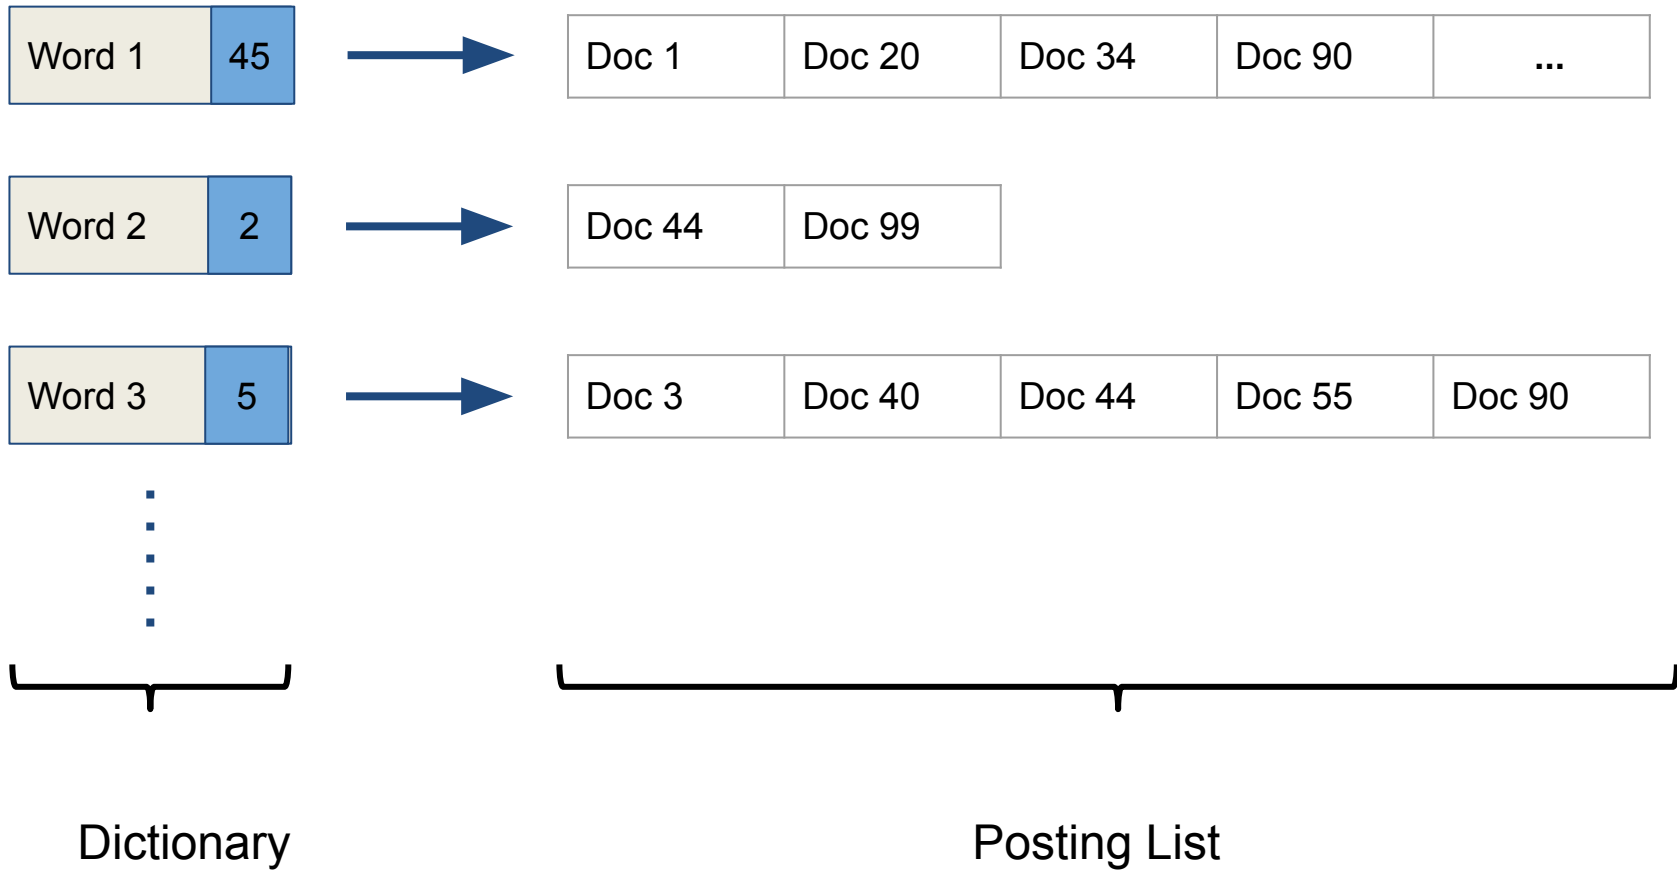 Word 1 45 Doc 1 Doc 20 Doc 34 Doc 90 ...
Word 2 2 Doc 44 Doc 99
Word 3 5 Doc 3 Doc 40 Doc 44 Doc 55 Doc 90
Dictionary Posting List